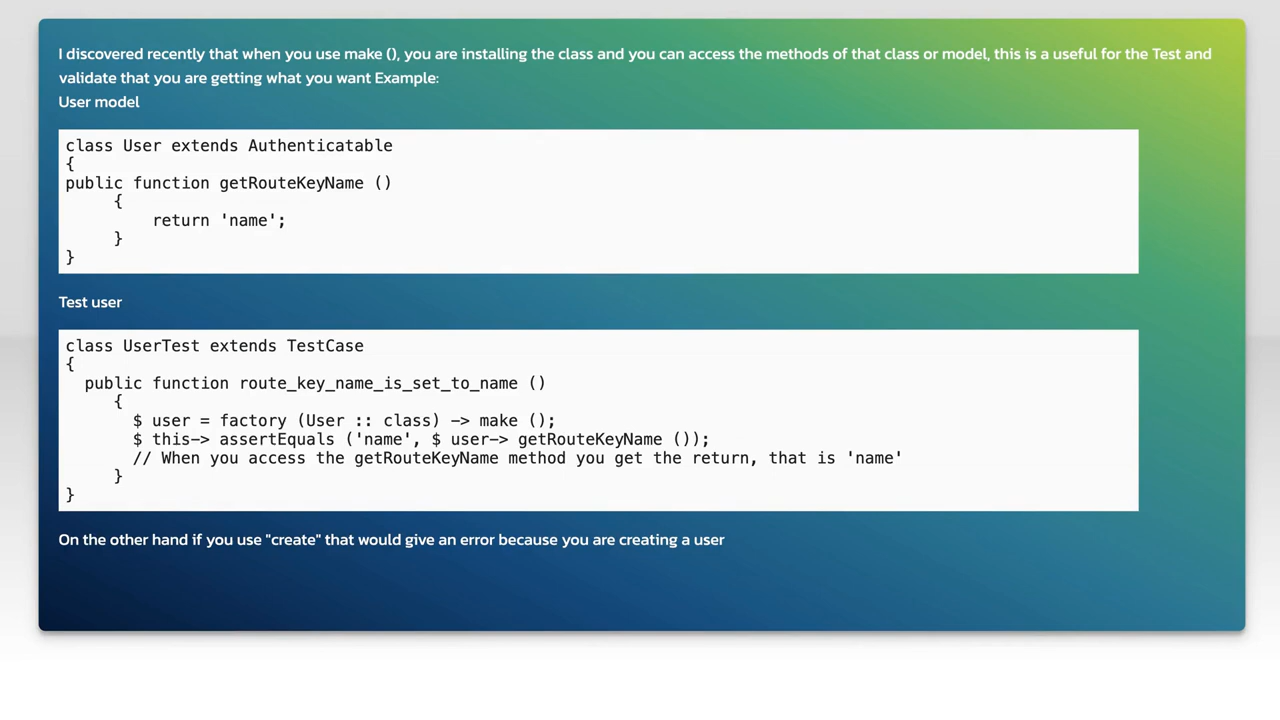 I discovered recently that when you use make (), you are installing the class and you can access the methods of that class or model, this is a useful for the Test and
validate that you are getting what you want Example:
User model
class User extends Authenticatable
{
public function getRouteKeyName ()
{
return 'name';
}
}
Test user
class UserTest extends TestCase
{
public function route_key_name_is_set_to_name ()
{
$ user = factory (User :: class) -> make ();
$ this-> assertEquals ('name', $ user-> getRouteKeyName ());
// When you access the getRouteKeyName method you get the return, that is 'name'
}
}
On the other hand if you use "create" that would give an error because you are creating a user